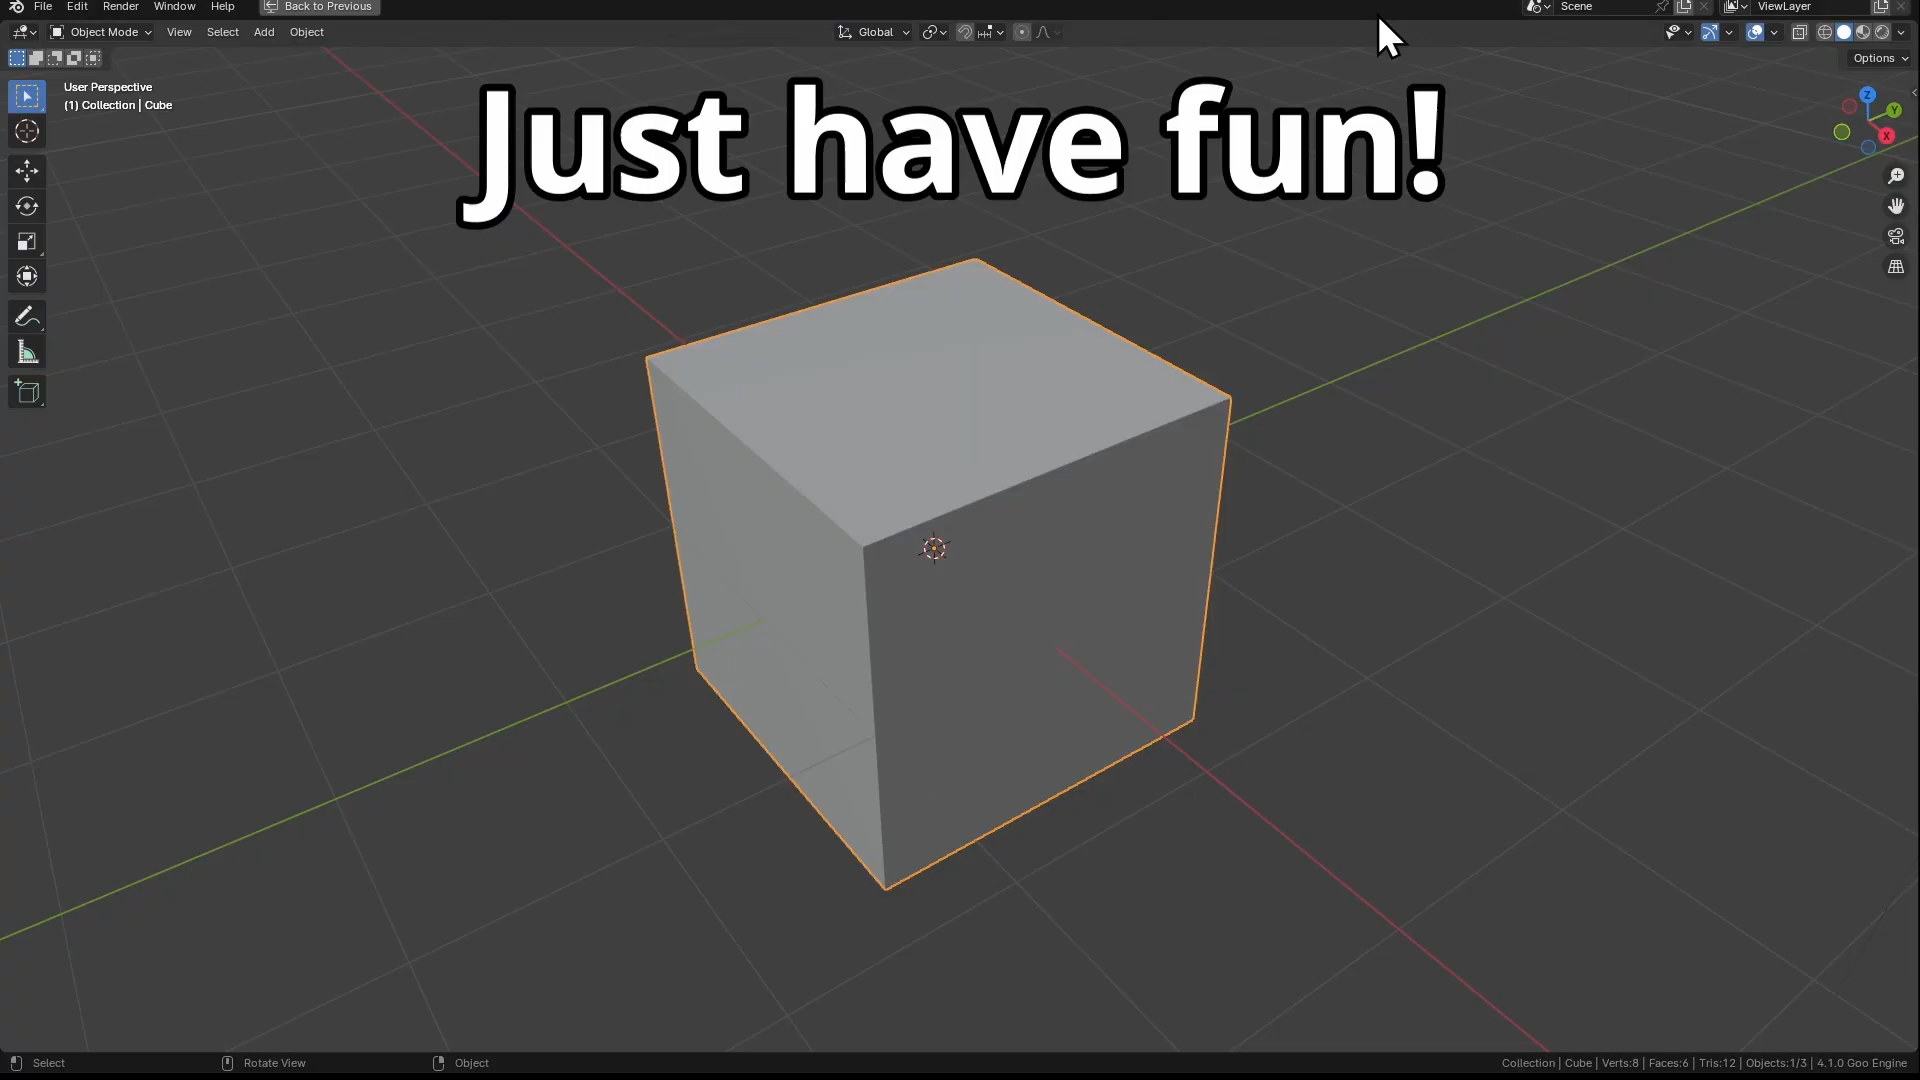 File Edit Render Window Help Back to Previous Scene ViewLayer
Object Mode View Select Add Object Global
Options
User Perspective
(1) Collection | Cube
Just have fun!
Z
Y
X
Select Rotate View Object Collection | Cube | Verts:8 | Faces:6 | Tris:12 | Objects:1/3 | 4.1.0 Goo Engine